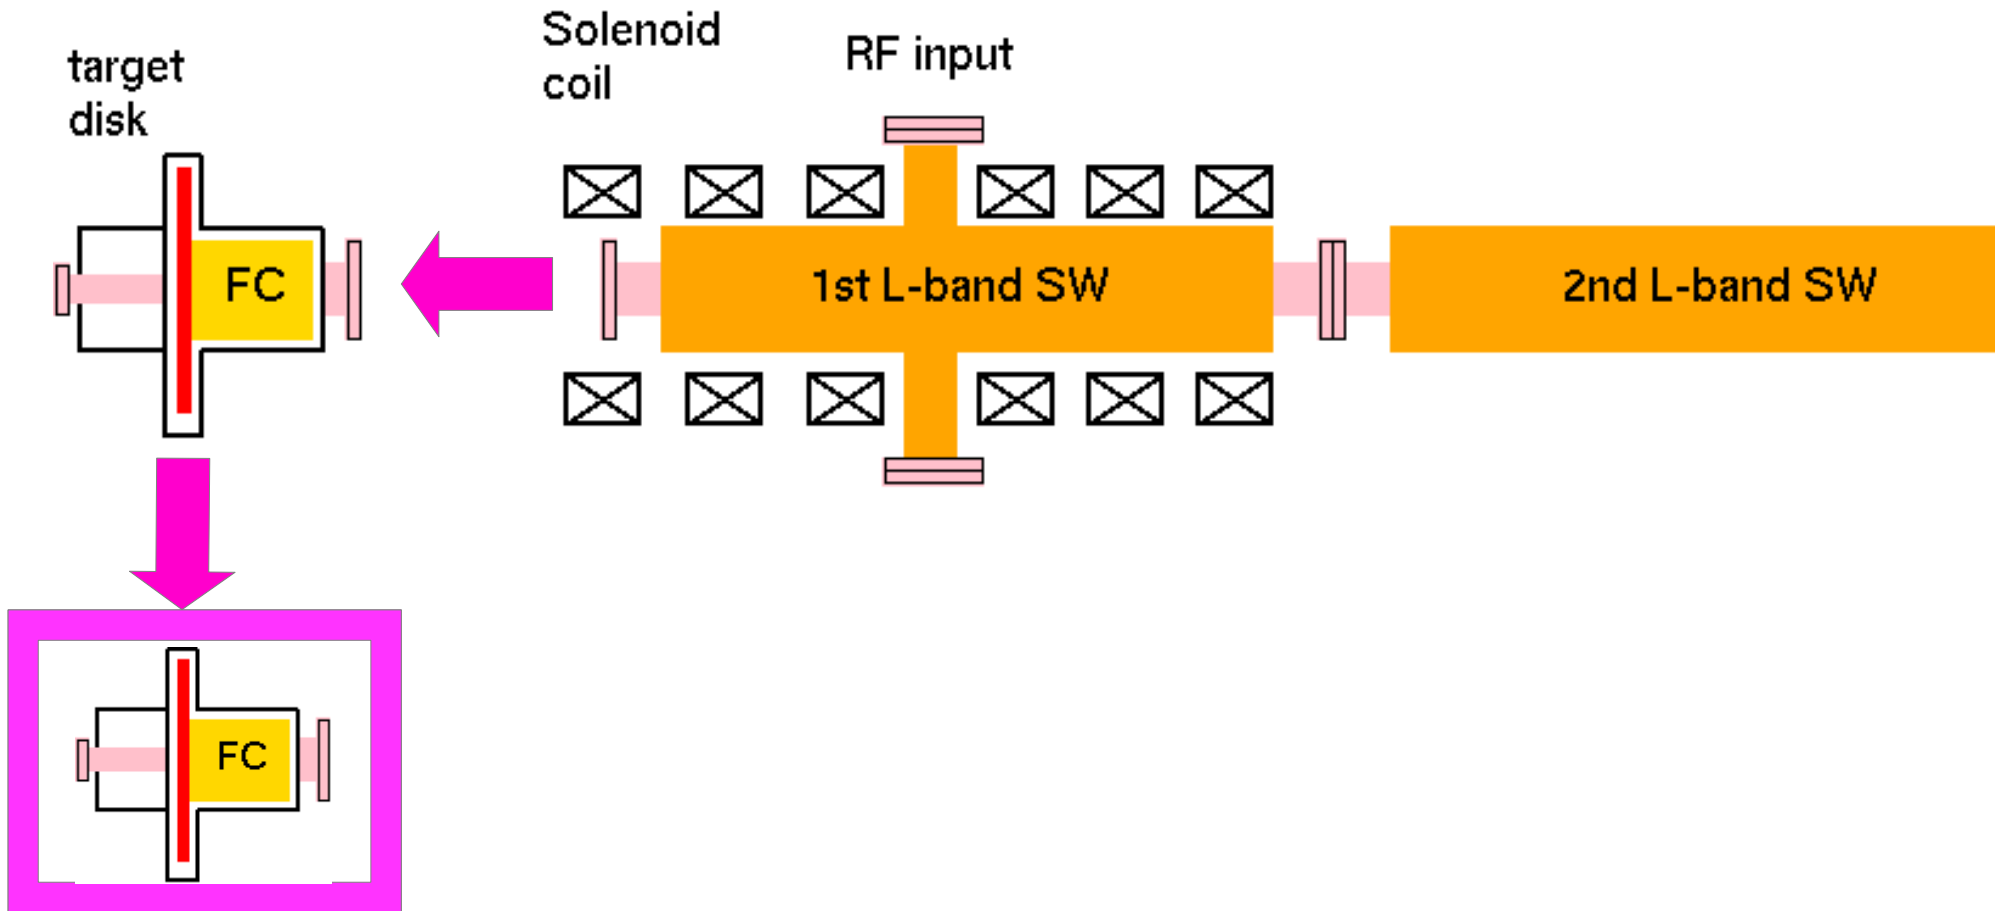 target
disk
Solenoid
coil
RF input
FC
1st L-band SW
2nd L-band SW
FC